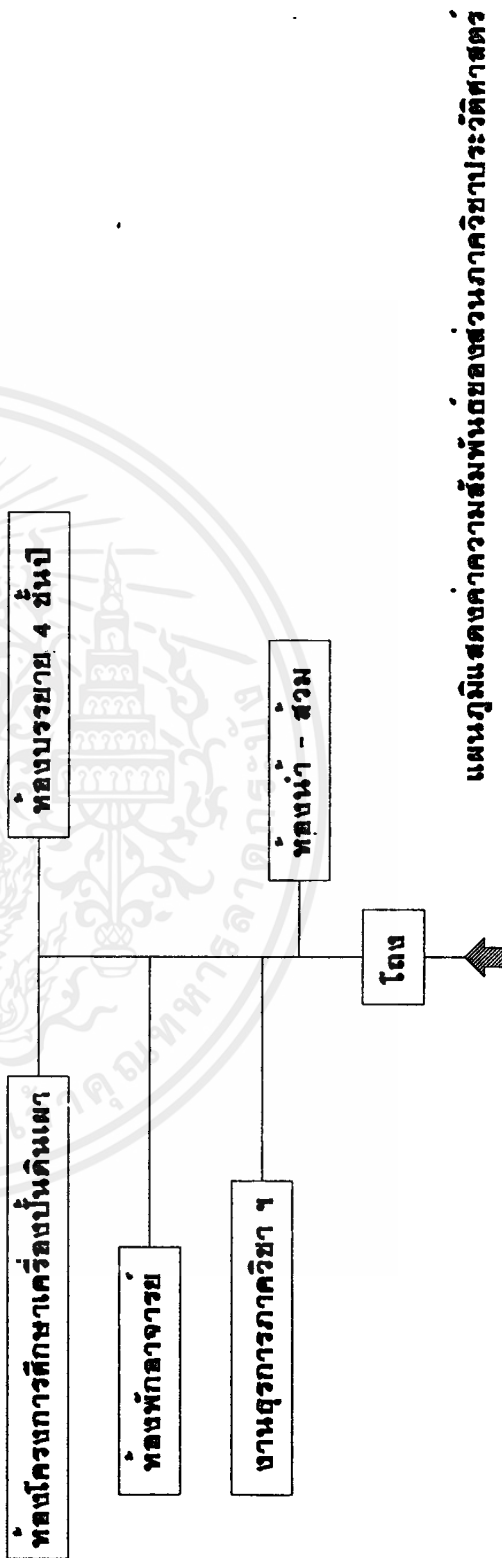 ห้องโครงการศึกษาเครื่องปั้นดินเผา
ห้องบรรยาย 4 ชั้นปี
ห้องพักอาจารย์
งานธุรการภาควิชา ฯ
ห้องน้ำ - ส้วม
โถง
แผนภูมิแสดงค่าความสัมพันธ์ของส่วนภาควิชาประวัติศาสตร์